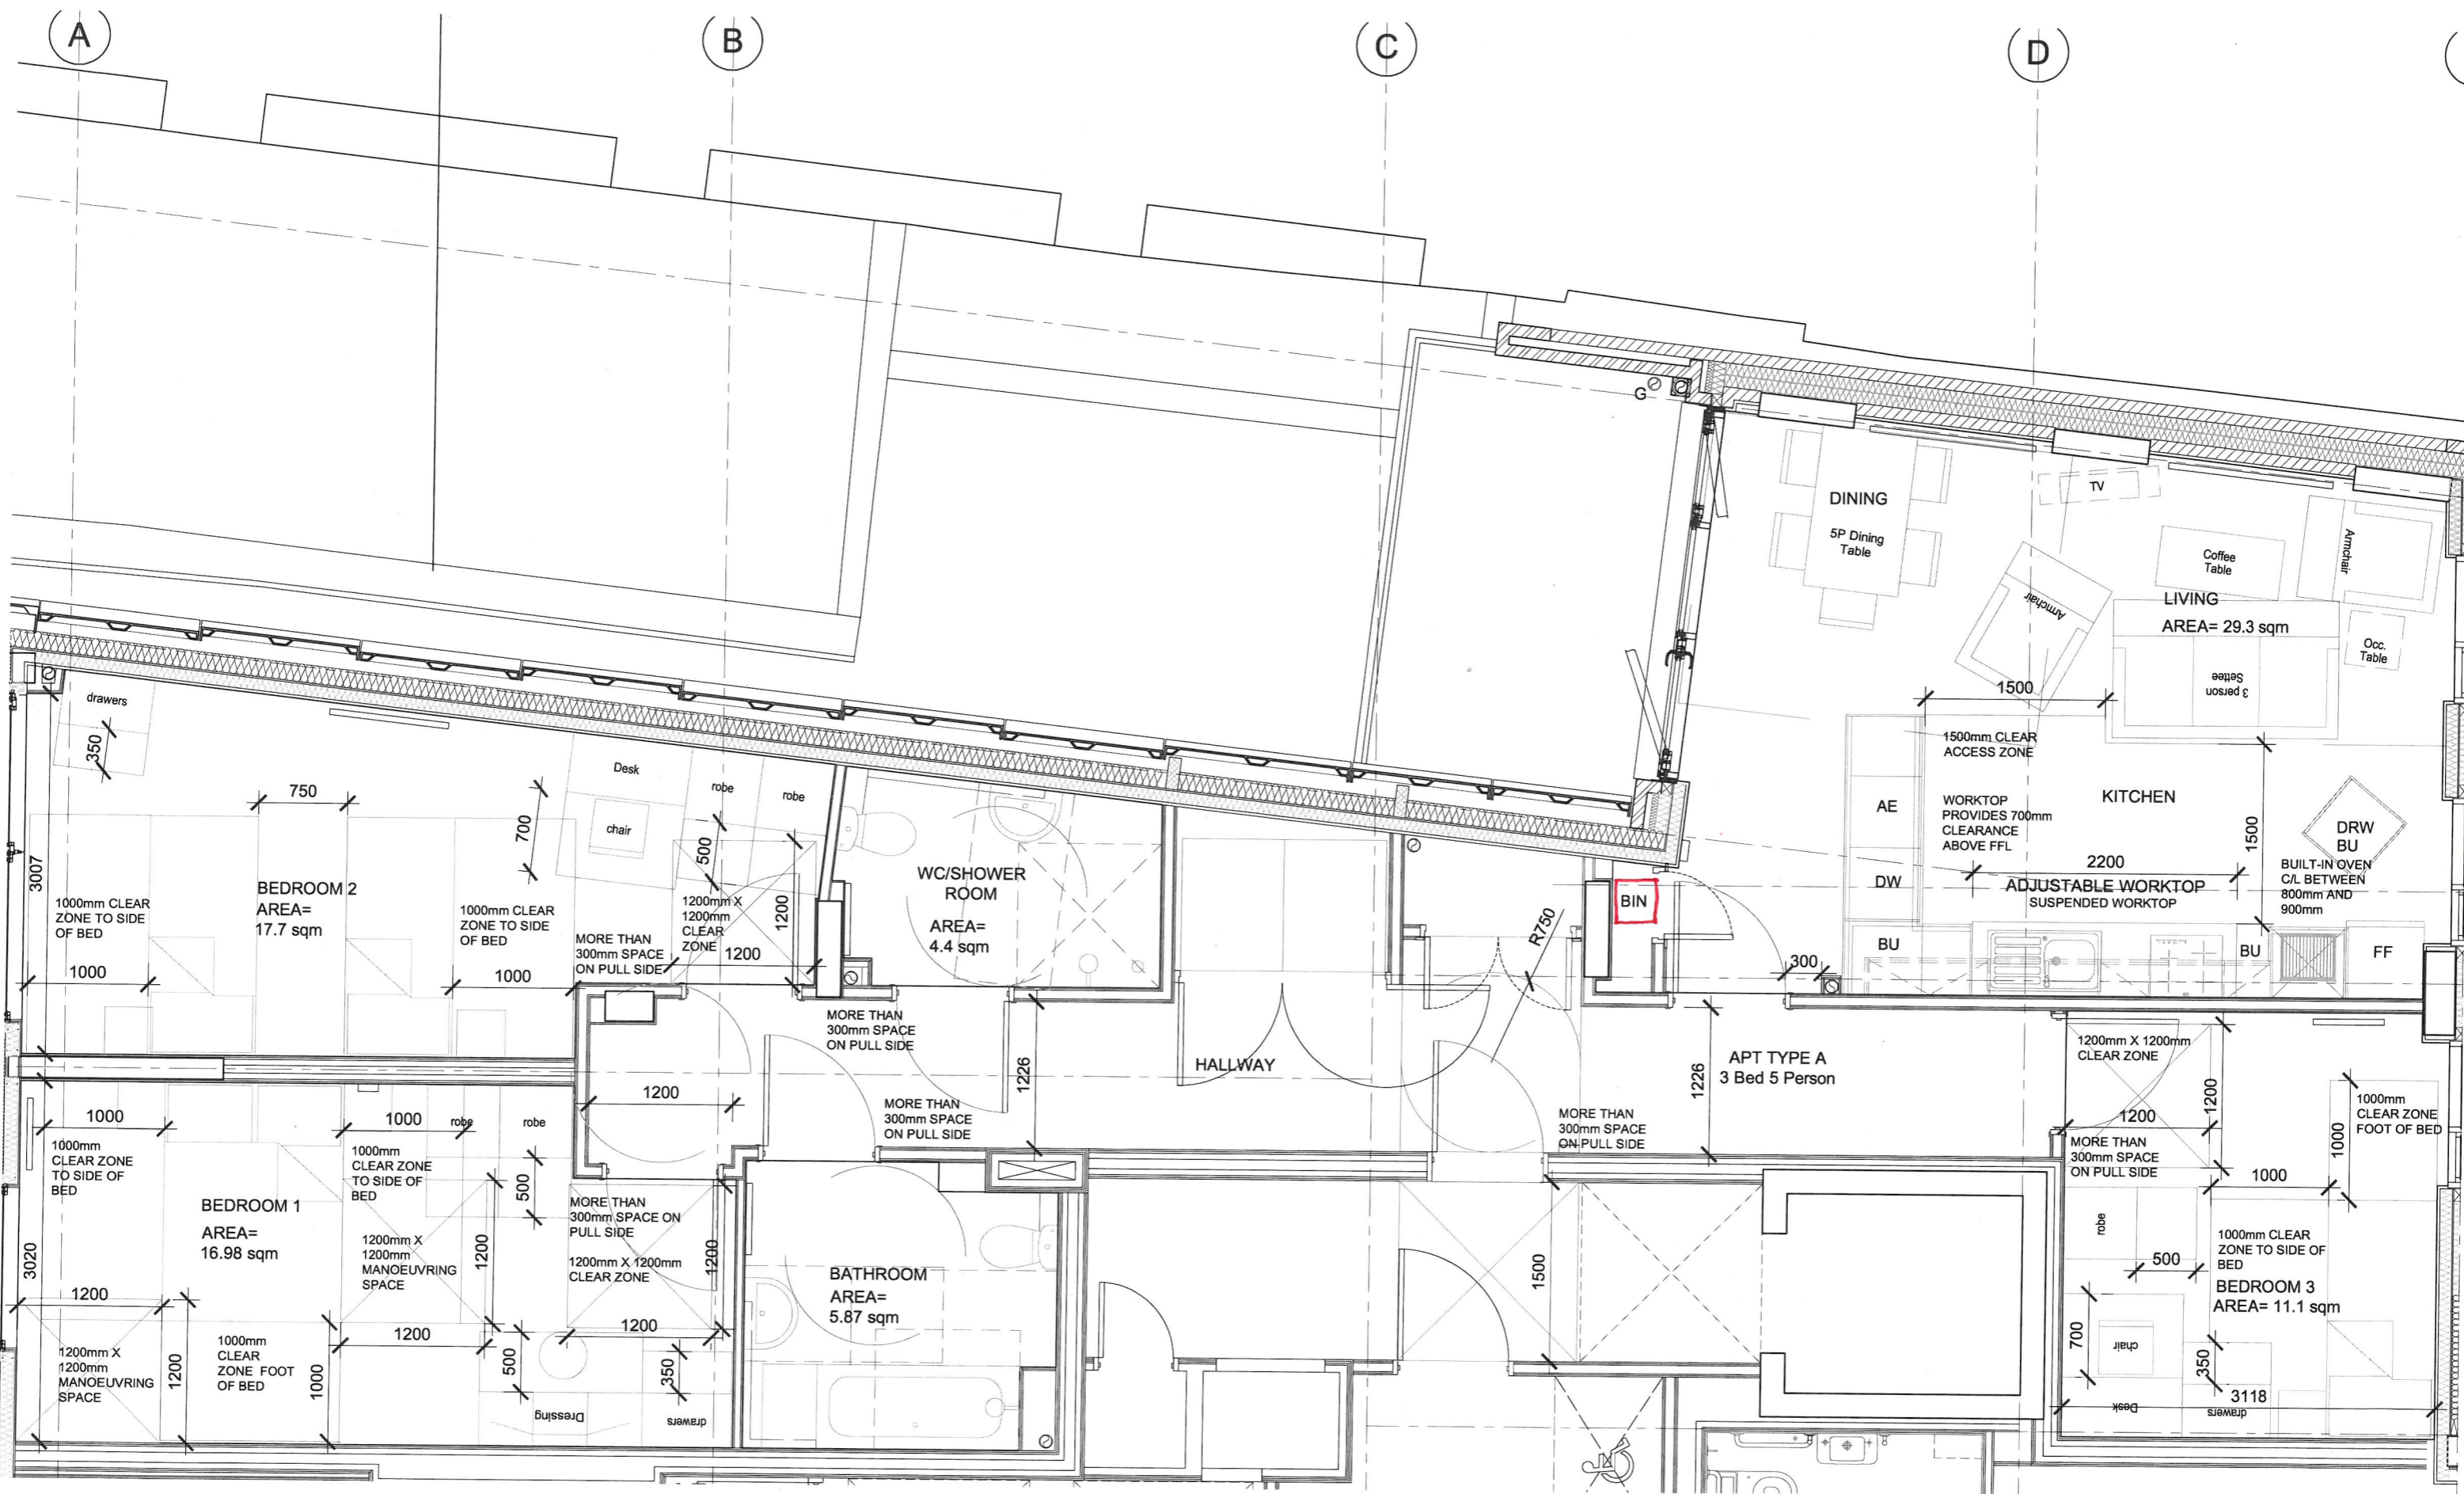 A
B
C
D
G
DINING
5P Dining
Table
TV
Coffee
Table
Armchair
Armchair
LIVING
AREA= 29.3 sqm
Occ.
Table
3 person
Settee
1500
1500mm CLEAR
ACCESS ZONE
AE
WORKTOP
PROVIDES 700mm
CLEARANCE
ABOVE FFL
KITCHEN
1500
DRW
BU
BUILT-IN OVEN
C/L BETWEEN
800mm AND
900mm
2200
DW
ADJUSTABLE WORKTOP
SUSPENDED WORKTOP
BU
BU
FF
300
BIN
R750
drawers
350
750
3007
BEDROOM 2
AREA=
17.7 sqm
1000mm CLEAR
ZONE TO SIDE
OF BED
1000
1000mm CLEAR
ZONE TO SIDE
OF BED
1000
Desk
chair
700
robe
robe
500
1200mm X
1200mm
CLEAR
ZONE
1200
1200
MORE THAN
300mm SPACE
ON PULL SIDE
WC/SHOWER
ROOM
AREA=
4.4 sqm
MORE THAN
300mm SPACE
ON PULL SIDE
1226
HALLWAY
MORE THAN
300mm SPACE
ON PULL SIDE
1200
APT TYPE A
3 Bed 5 Person
1226
MORE THAN
300mm SPACE
ON PULL SIDE
1000
1000mm
CLEAR ZONE
TO SIDE OF
BED
1000
robe
robe
1000mm
CLEAR ZONE
TO SIDE OF
BED
500
BEDROOM 1
AREA=
16.98 sqm
3020
1200mm X
1200mm
MANOEUVRING
SPACE
1200
MORE THAN
300mm SPACE ON
PULL SIDE
1200mm X 1200mm
CLEAR ZONE
1200
1200
1200
1200
1200mm X
1200mm
MANOEUVRING
SPACE
1200
1000mm
CLEAR
ZONE FOOT
OF BED
1000
500
350
Dressing
drawers
BATHROOM
AREA=
5.87 sqm
1500
1200mm X 1200mm
CLEAR ZONE
1200
1200
1000mm
CLEAR ZONE
FOOT OF BED
1000
MORE THAN
300mm SPACE
ON PULL SIDE
1000
robe
500
1000mm CLEAR
ZONE TO SIDE OF
BED
BEDROOM 3
AREA= 11.1 sqm
700
chair
350
3118
Desk
drawers